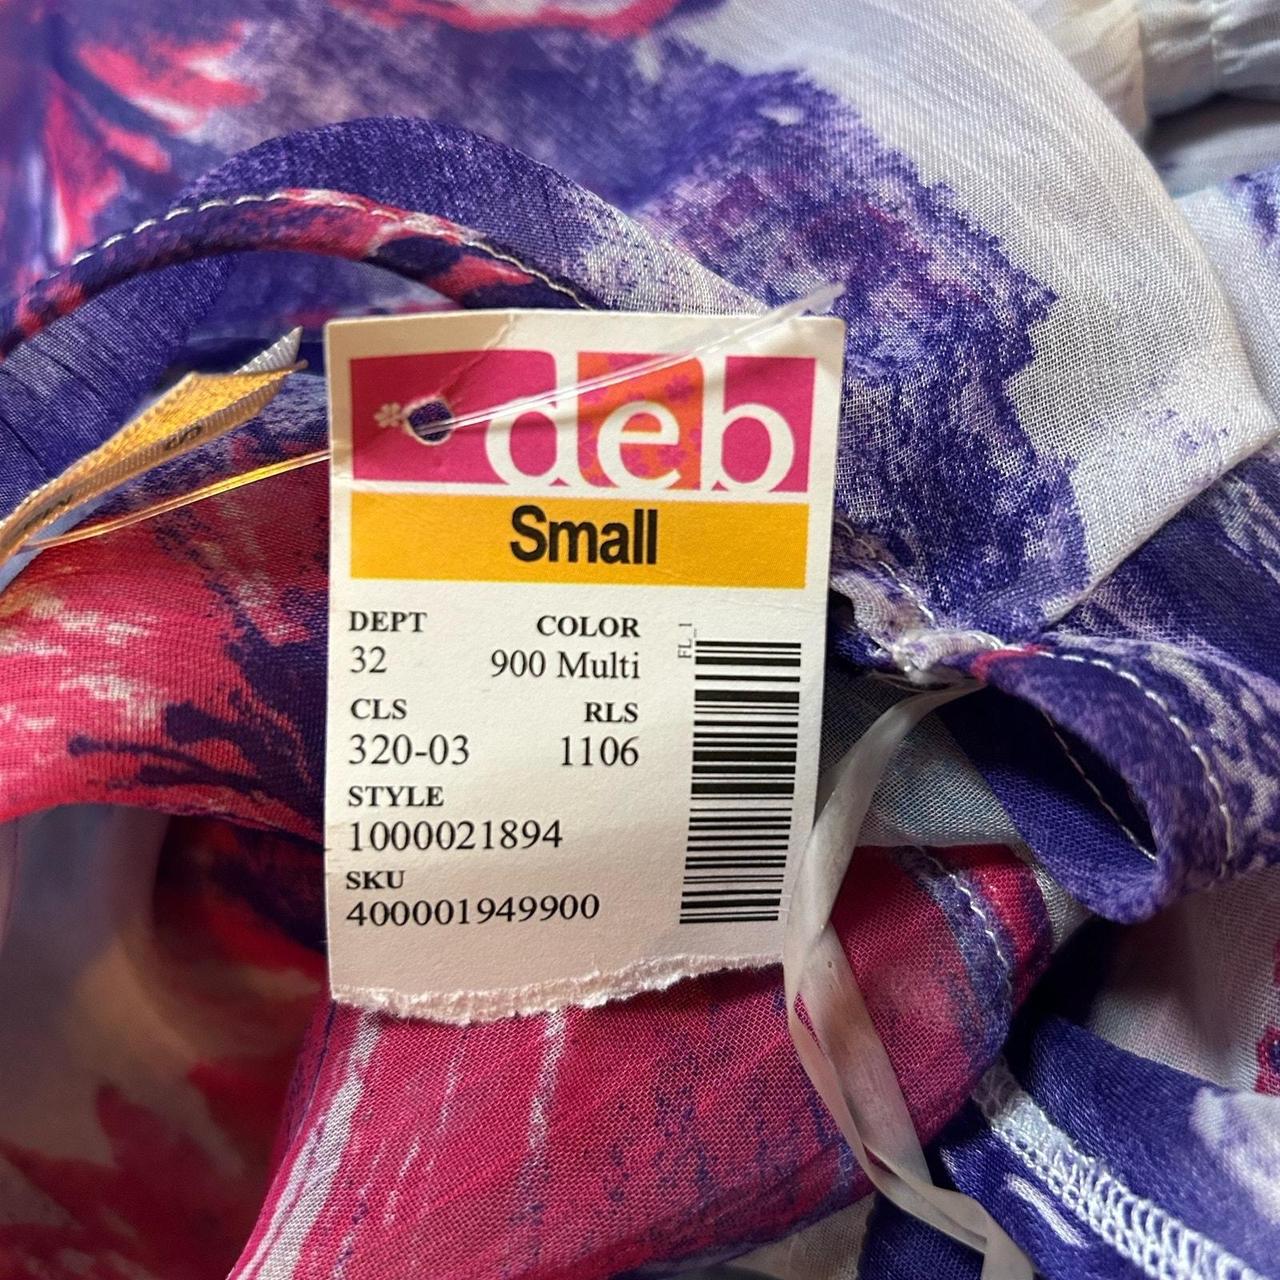 deb
Small
DEPT COLOR
32 900 Multi
CLS RLS
320-03 1106
STYLE
1000021894
SKU
400001949900
FL_1